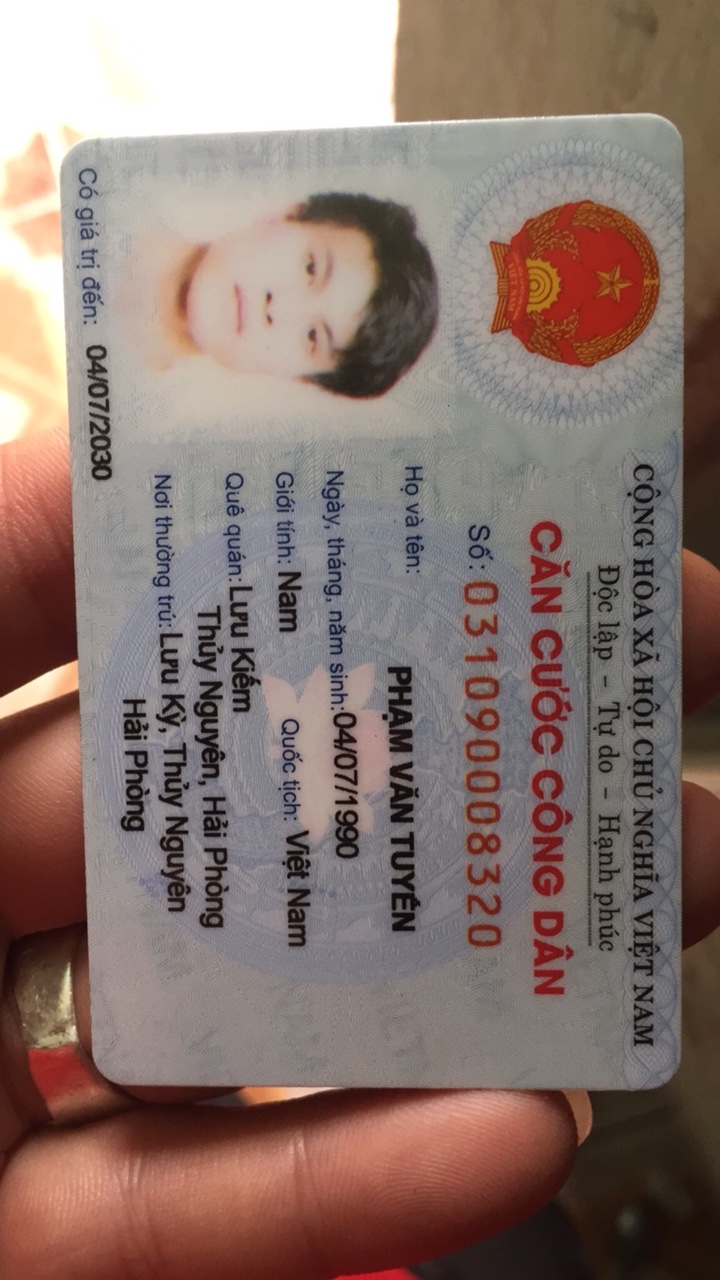 CỘNG HÒA XÃ HỘI CHỦ NGHĨA VIỆT NAM
Độc lập - Tự do - Hạnh phúc
CĂN CƯỚC CÔNG DÂN
Số: 031090008320
Họ và tên:
PHẠM VĂN TUYÊN
Ngày, tháng, năm sinh: 04/07/1990
Giới tính: Nam Quốc tịch: Việt Nam
Quê quán: Lưu Kiếm
Thủy Nguyên, Hải Phòng
Nơi thường trú: Lưu Kỳ, Thủy Nguyên
Hải Phòng
Có giá trị đến: 04/07/2030